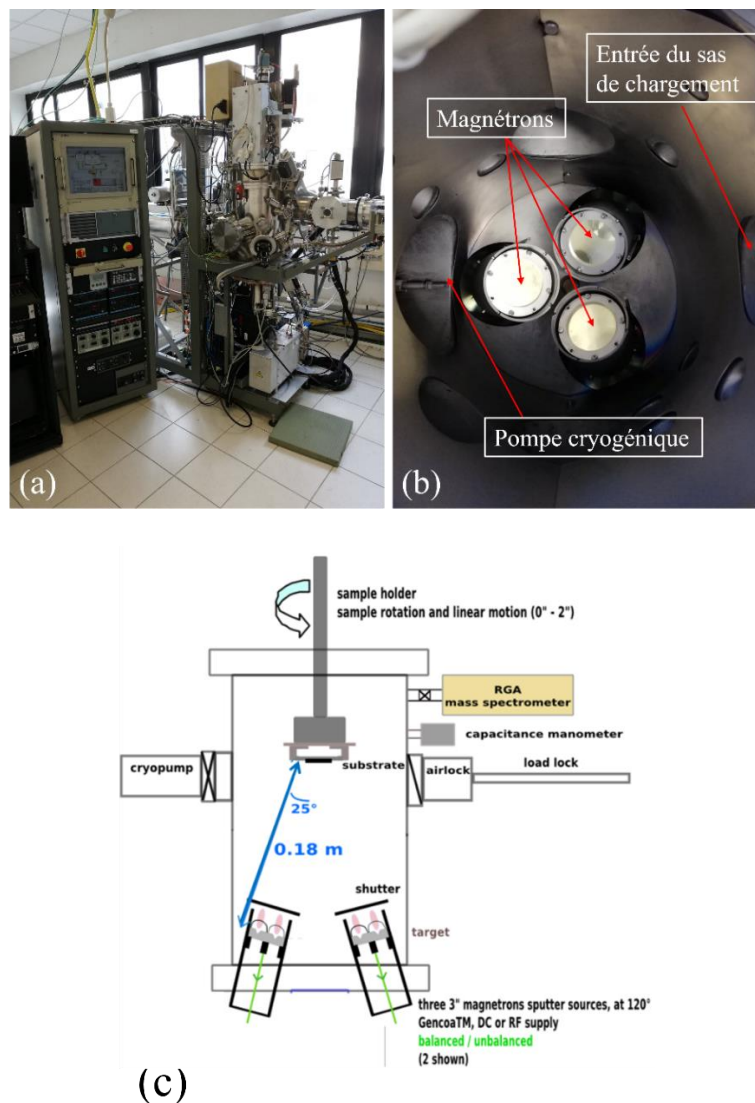 (a)
Entrée du sas
de chargement
Magnétrons
Pompe cryogénique
(b)
sample holder
sample rotation and linear motion (0" - 2")
RGA
mass spectrometer
capacitance manometer
substrate
airlock
load lock
cryopump
25°
0.18 m
shutter
target
three 3" magnetrons sputter sources, at 120°
GencoaTM, DC or RF supply
balanced / unbalanced
(2 shown)
(c)